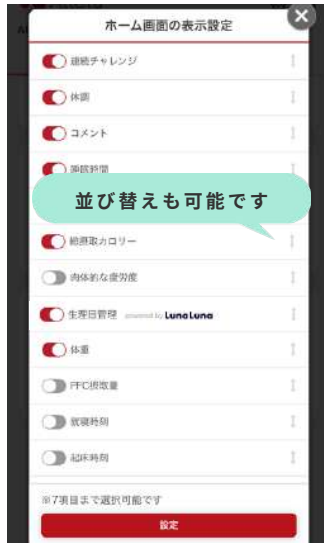 ホーム画面の表示設定
連続チャレンジ
体調
コメント
睡眠時間
並び替えも可能です
総摂取カロリー
肉体的な疲労度
生理日管理 powered by LunaLuna
体重
PFC摂取量
就寝時刻
起床時刻
※7項目まで選択可能です
設定